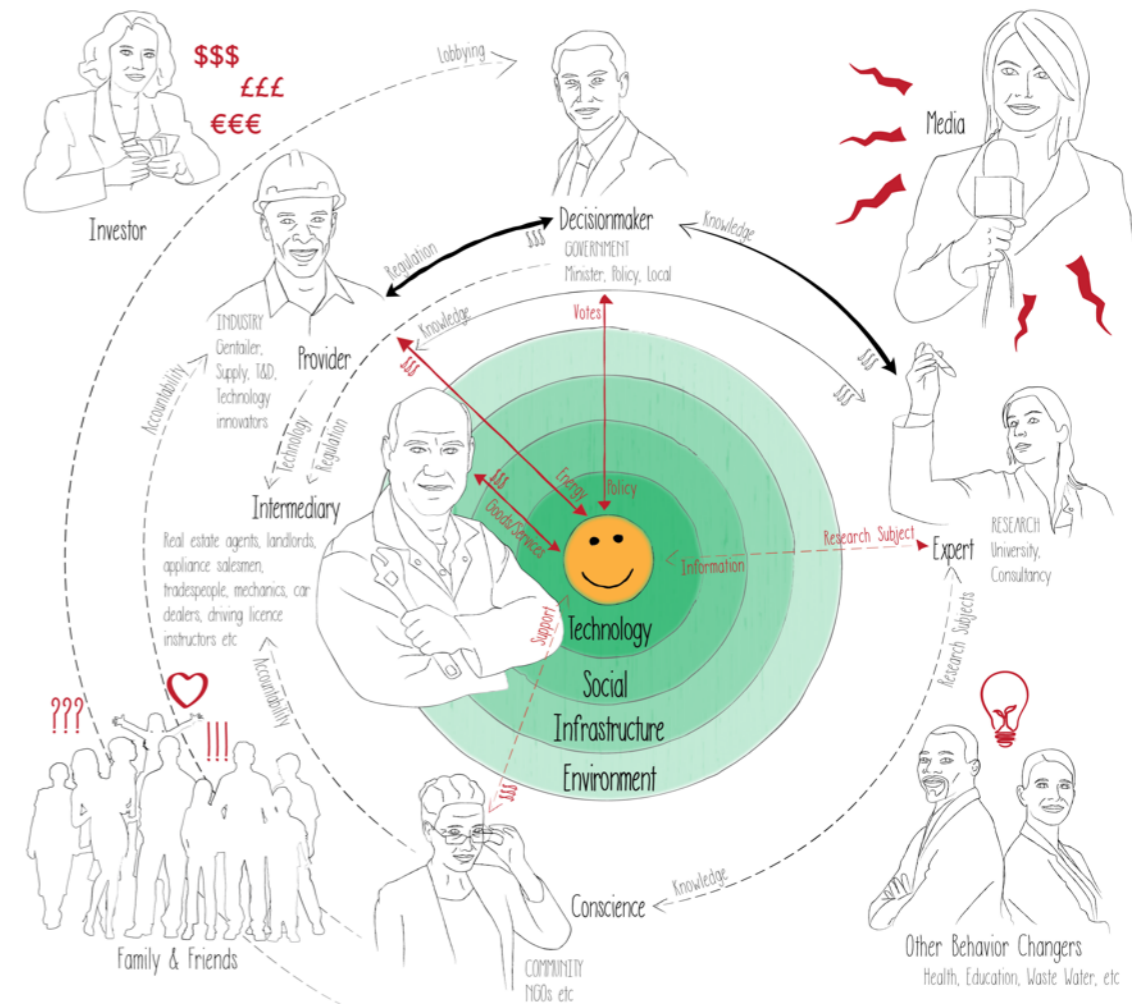 $$$
£££
€€€
Investor
Lobbying
Media
Decisionmaker
GOVERNMENT
Minister, Policy, Local
Regulation
$$$
Knowledge
$$$
Knowledge
$$$
$$$
Votes
INDUSTRY
Gentailer,
Supply, T&D,
Technology
innovators
Provider
Accountability
Technology
Regulation
Intermediary
Real estate agents, landlords,
appliance salesmen,
tradespeople, mechanics, car
dealers, driving licence
instructors etc
$$$
Goods/Services
Energy
Policy
Information
Research Subject
Expert
RESEARCH
University,
Consultancy
Support
$$$
Technology
Social
Infrastructure
Environment
Accountability
Research Subjects
???
!!!
Family & Friends
Conscience
COMMUNITY
NGOs etc
Knowledge
Other Behavior Changers
Health, Education, Waste Water, etc